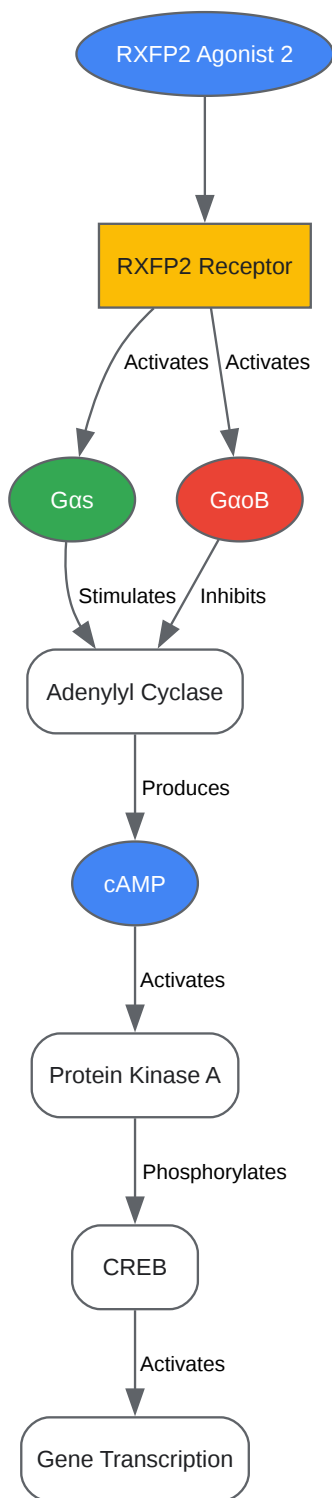 RXFP2 Agonist 2
RXFP2 Receptor
Activates
Activates
Gαs
GαoB
Stimulates
Inhibits
Adenylyl Cyclase
Produces
cAMP
Activates
Protein Kinase A
Phosphorylates
CREB
Activates
Gene Transcription